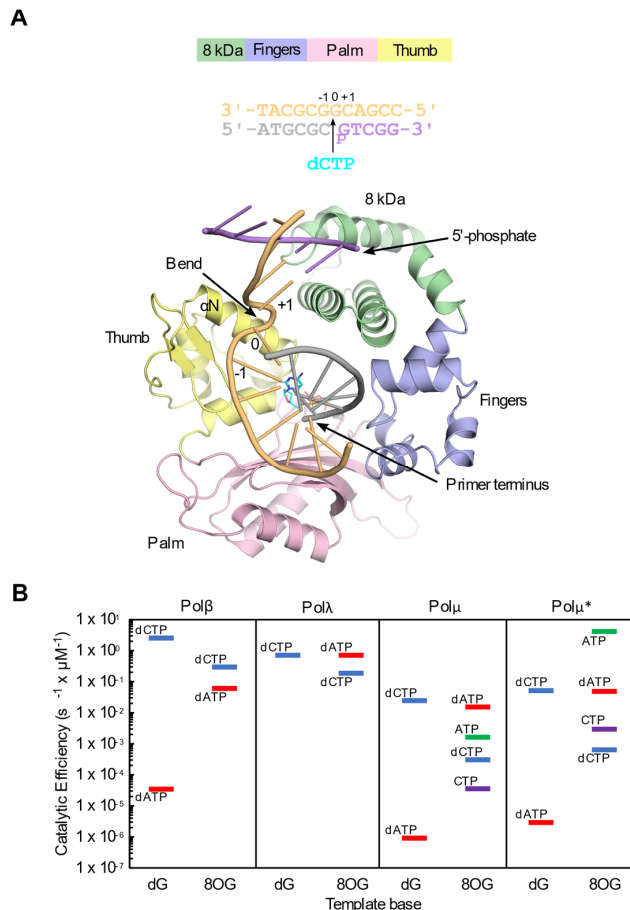 A
8 kDa Fingers Palm Thumb
-1 0 +1
3'-TACGCGGCAGCC-5'
5'-ATGCGC GTCGG-3'
p
dCTP
8 kDa
5'-phosphate
Bend
αN
+1
Thumb
0
-1
Fingers
Primer terminus
Palm
B
Polβ Polλ Polμ Polμ*
Catalytic Efficiency (s⁻¹ x μM⁻¹)
1 x 10¹
1 x 10⁰
1 x 10⁻¹
1 x 10⁻²
1 x 10⁻³
1 x 10⁻⁴
1 x 10⁻⁵
1 x 10⁻⁶
1 x 10⁻⁷
dCTP
dCTP
dATP
dATP
dCTP
dATP
dCTP
dCTP
dATP
ATP
dCTP
CTP
dATP
ATP
dCTP
dATP
CTP
dCTP
dATP
dG 8OG dG 8OG dG 8OG dG 8OG
Template base